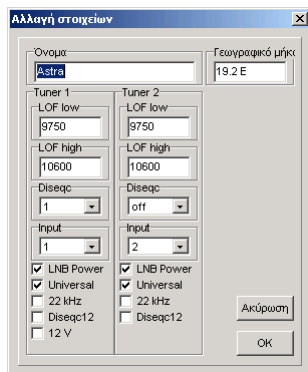 Αλλαγή στοιχείων
Όνομα
Astra
Γεωγραφικό μήκα
19.2 E
Tuner 1
LOF low
9750
LOF high
10600
Diseqc
1
Input
1
LNB Power
Universal
22 kHz
Diseqc12
12 V
Tuner 2
LOF low
9750
LOF high
10600
Diseqc
off
Input
2
LNB Power
Universal
22 kHz
Diseqc12
Ακύρωση
OK